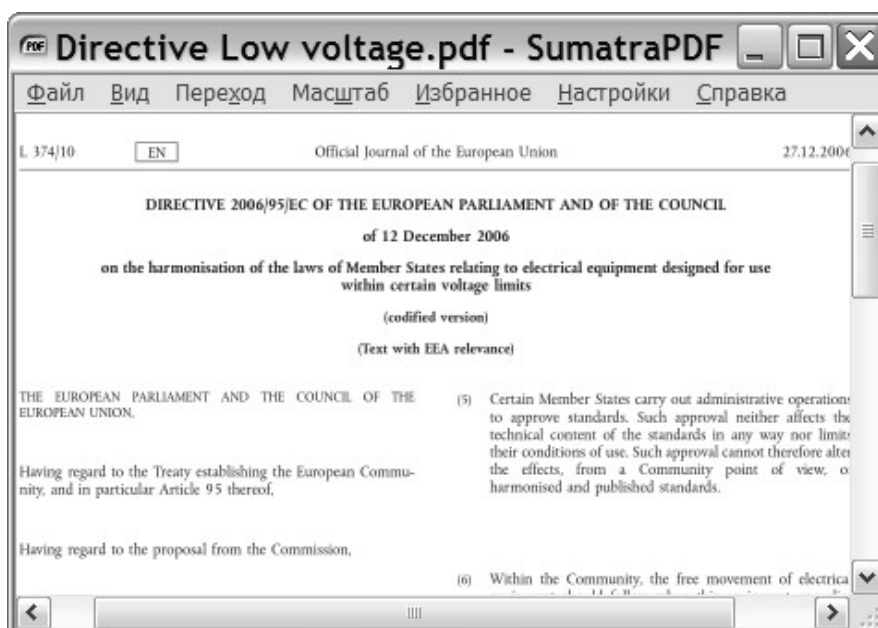 PDF Directive Low voltage.pdf - SumatraPDF
Файл Вид Переход Масштаб Избранное Настройки Справка
L 374/10 EN Official Journal of the European Union 27.12.2006
DIRECTIVE 2006/95/EC OF THE EUROPEAN PARLIAMENT AND OF THE COUNCIL
of 12 December 2006
on the harmonisation of the laws of Member States relating to electrical equipment designed for use
within certain voltage limits
(codified version)
(Text with EEA relevance)
THE EUROPEAN PARLIAMENT AND THE COUNCIL OF THE
EUROPEAN UNION,
Having regard to the Treaty establishing the European Commu-
nity, and in particular Article 95 thereof,
Having regard to the proposal from the Commission,
(5) Certain Member States carry out administrative operations
to approve standards. Such approval neither affects the
technical content of the standards in any way nor limits
their conditions of use. Such approval cannot therefore alter
the effects, from a Community point of view, o
harmonised and published standards.
(6) Within the Community, the free movement of electrica